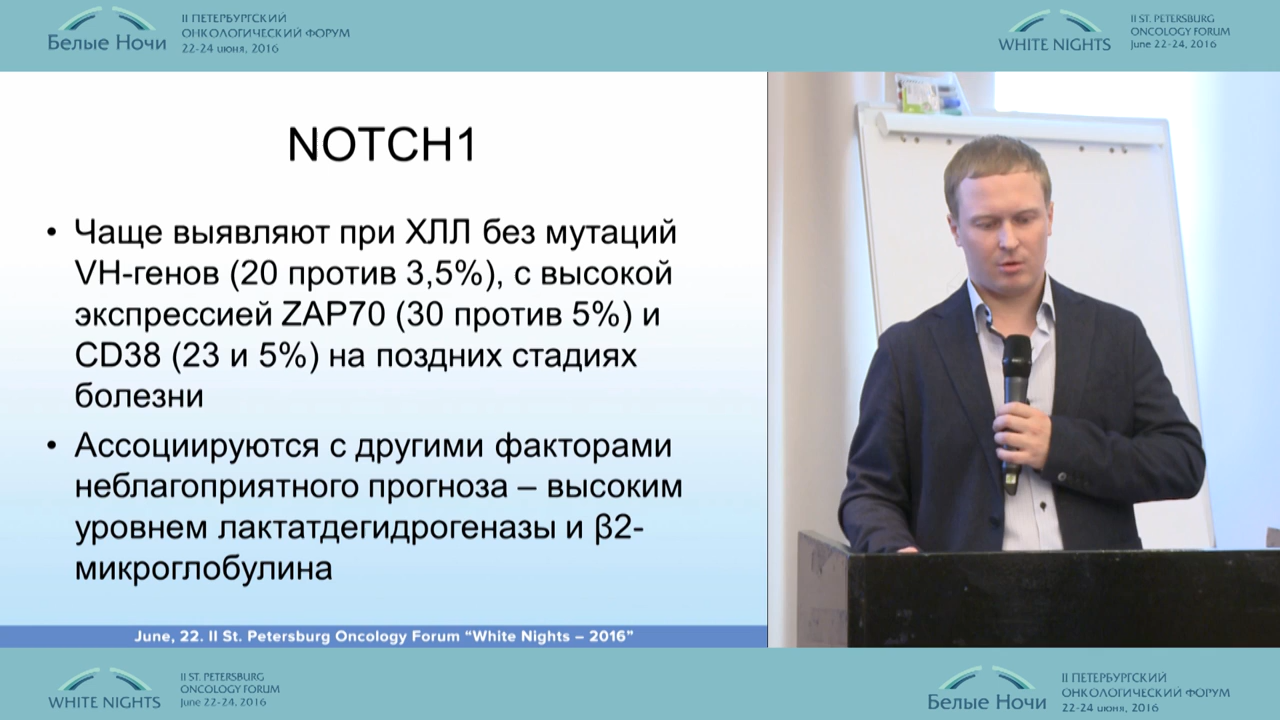 Белые Ночи
II ПЕТЕРБУРГСКИЙ
ОНКОЛОГИЧЕСКИЙ ФОРУМ
22-24 июня, 2016
WHITE NIGHTS
II ST. PETERSBURG
ONCOLOGY FORUM
June 22-24, 2016
NOTCH1
• Чаще выявляют при ХЛЛ без мутаций
VH-генов (20 против 3,5%), с высокой
экспрессией ZAP70 (30 против 5%) и
CD38 (23 и 5%) на поздних стадиях
болезни
• Ассоциируются с другими факторами
неблагоприятного прогноза – высоким
уровнем лактатдегидрогеназы и β2-
микроглобулина
June, 22. II St. Petersburg Oncology Forum “White Nights – 2016”
WHITE NIGHTS
II ST. PETERSBURG
ONCOLOGY FORUM
June 22-24, 2016
Белые Ночи
II ПЕТЕРБУРГСКИЙ
ОНКОЛОГИЧЕСКИЙ ФОРУМ
22-24 июня, 2016